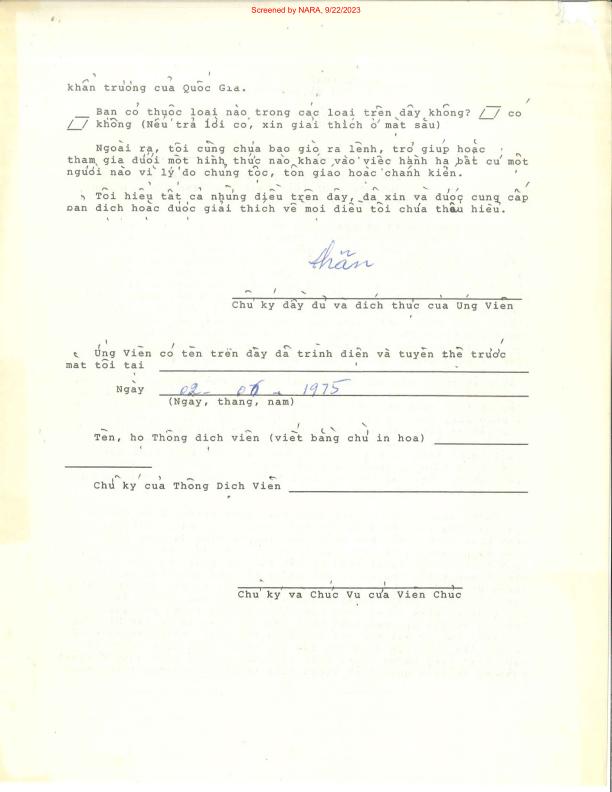 Screened by NARA, 9/22/2023
khẩn trương của Quốc Gia.
__ Bạn có thuộc loại nào trong các loại trên đây không? /_/ có
/_/ không (Nếu trả lời có, xin giải thích ở mặt sau)
Ngoài ra, tôi cũng chưa bao giờ ra lệnh, trợ giúp hoặc
tham gia dưới một hình thức nào khác vào việc hành hạ bất cứ một
người nào vì lý do chủng tộc, tôn giáo hoặc chánh kiến.
Tôi hiểu tất cả những điều trên đây, đã xin và được cung cấp
bản dịch hoặc được giải thích về mọi điều tôi chưa thấu hiểu.
thẩn
Chữ ký đầy đủ và đích thực của Ứng Viên
Ứng Viên có tên trên đây đã trình diện và tuyên thệ trước
mặt tôi tại
Ngày 02- 06 - 1975
(Ngày, tháng, năm)
Tên, họ Thông dịch viên (viết bằng chữ in hoa)
Chữ ký của Thông Dịch Viên
Chữ ký và Chức Vụ của Viên Chức